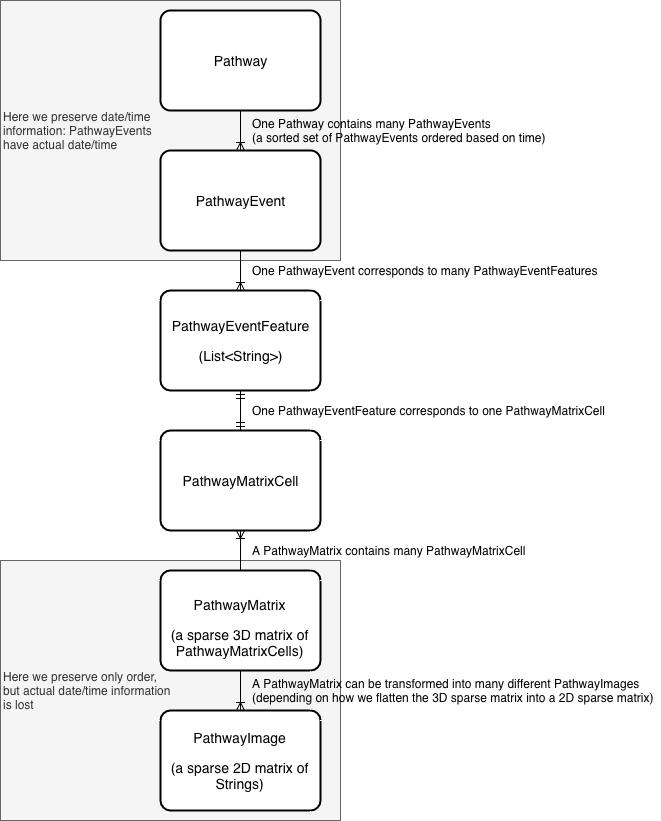 Pathway
Here we preserve date/time
information: PathwayEvents
have actual date/time
One Pathway contains many PathwayEvents
(a sorted set of PathwayEvents ordered based on time)
PathwayEvent
One PathwayEvent corresponds to many PathwayEventFeatures
PathwayEventFeature
(List<String>)
One PathwayEventFeature corresponds to one PathwayMatrixCell
PathwayMatrixCell
A PathwayMatrix contains many PathwayMatrixCell
PathwayMatrix
(a sparse 3D matrix of
PathwayMatrixCells)
Here we preserve only order,
but actual date/time information
is lost
A PathwayMatrix can be transformed into many different PathwayImages
(depending on how we flatten the 3D sparse matrix into a 2D sparse matrix)
PathwayImage
(a sparse 2D matrix of
Strings)